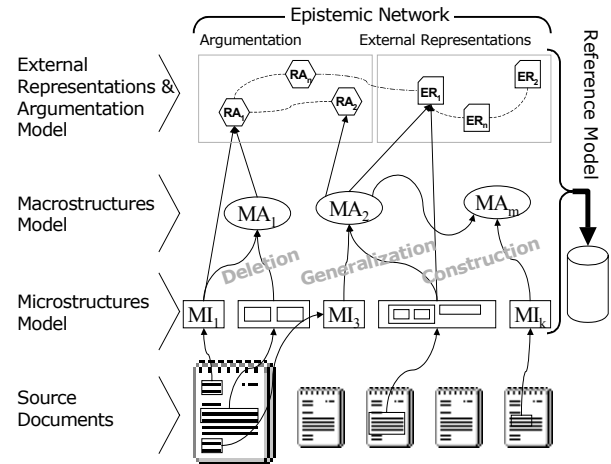 Epistemic Network
Argumentation
External Representations
External
Representations &
Argumentation
Model
RAn
RA1
RA2
ER1
ER2
ERn
Reference Model
Macrostructures
Model
MA1
MA2
MAm
Deletion
Generalization
Construction
Microstructures
Model
MI1
MI3
MIk
Source
Documents